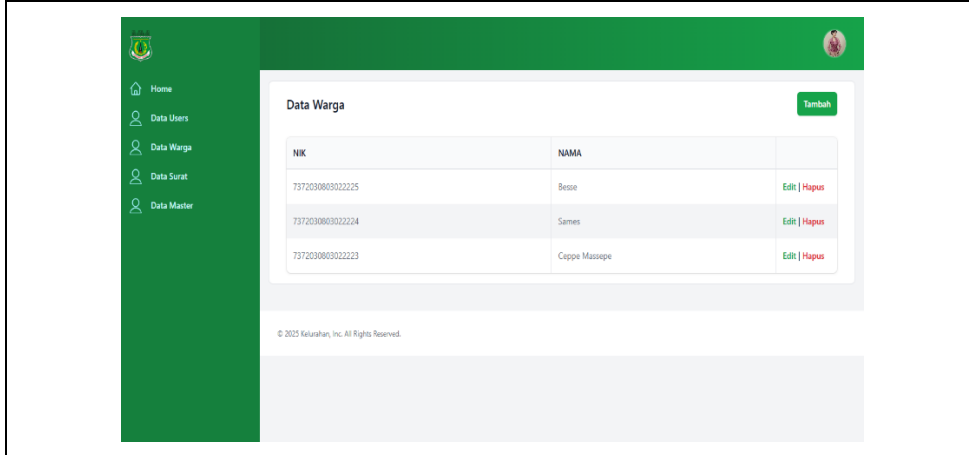 Home
Data Users
Data Warga
Data Surat
Data Master
Data Warga
Tambah
NIK NAMA
7372030803022225 Besse Edit | Hapus
7372030803022224 Sames Edit | Hapus
7372030803022223 Ceppe Massepe Edit | Hapus
© 2025 Kelurahan, Inc. All Rights Reserved.